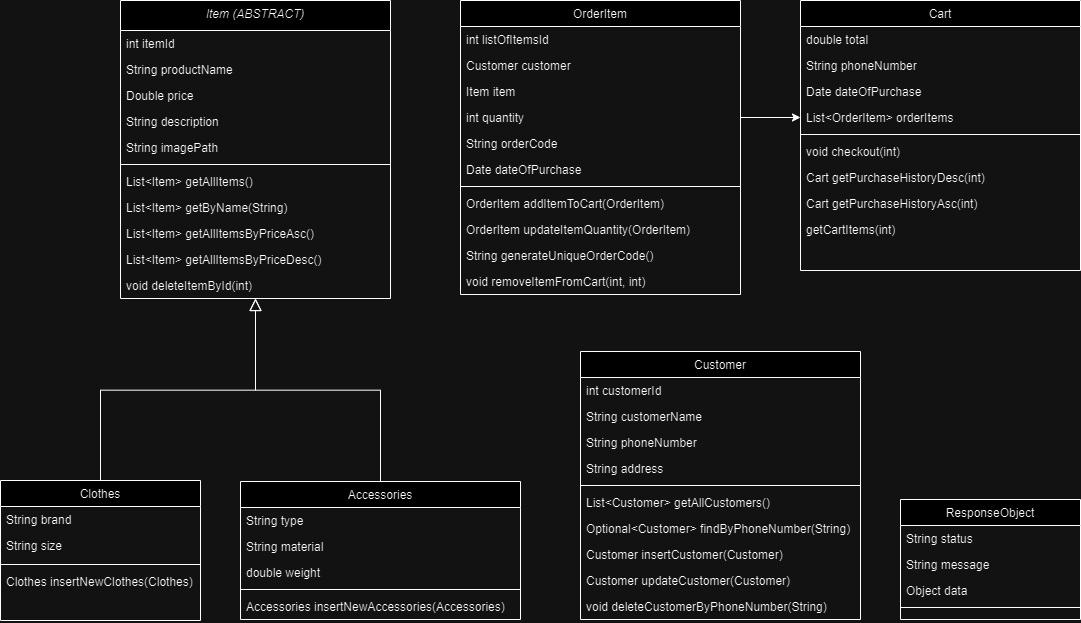 Item (ABSTRACT)
int itemId
String productName
Double price
String description
String imagePath
List<Item> getAllItems()
List<Item> getByName(String)
List<Item> getAllItemsByPriceAsc()
List<Item> getAllItemsByPriceDesc()
void deleteItemById(int)
OrderItem
int listOfItemsId
Customer customer
Item item
int quantity
String orderCode
Date dateOfPurchase
OrderItem addItemToCart(OrderItem)
OrderItem updateItemQuantity(OrderItem)
String generateUniqueOrderCode()
void removeItemFromCart(int, int)
Cart
double total
String phoneNumber
Date dateOfPurchase
List<OrderItem> orderItems
void checkout(int)
Cart getPurchaseHistoryDesc(int)
Cart getPurchaseHistoryAsc(int)
getCartItems(int)
Clothes
String brand
String size
Clothes insertNewClothes(Clothes)
Accessories
String type
String material
double weight
Accessories insertNewAccessories(Accessories)
Customer
int customerId
String customerName
String phoneNumber
String address
List<Customer> getAllCustomers()
Optional<Customer> findByPhoneNumber(String)
Customer insertCustomer(Customer)
Customer updateCustomer(Customer)
void deleteCustomerByPhoneNumber(String)
ResponseObject
String status
String message
Object data